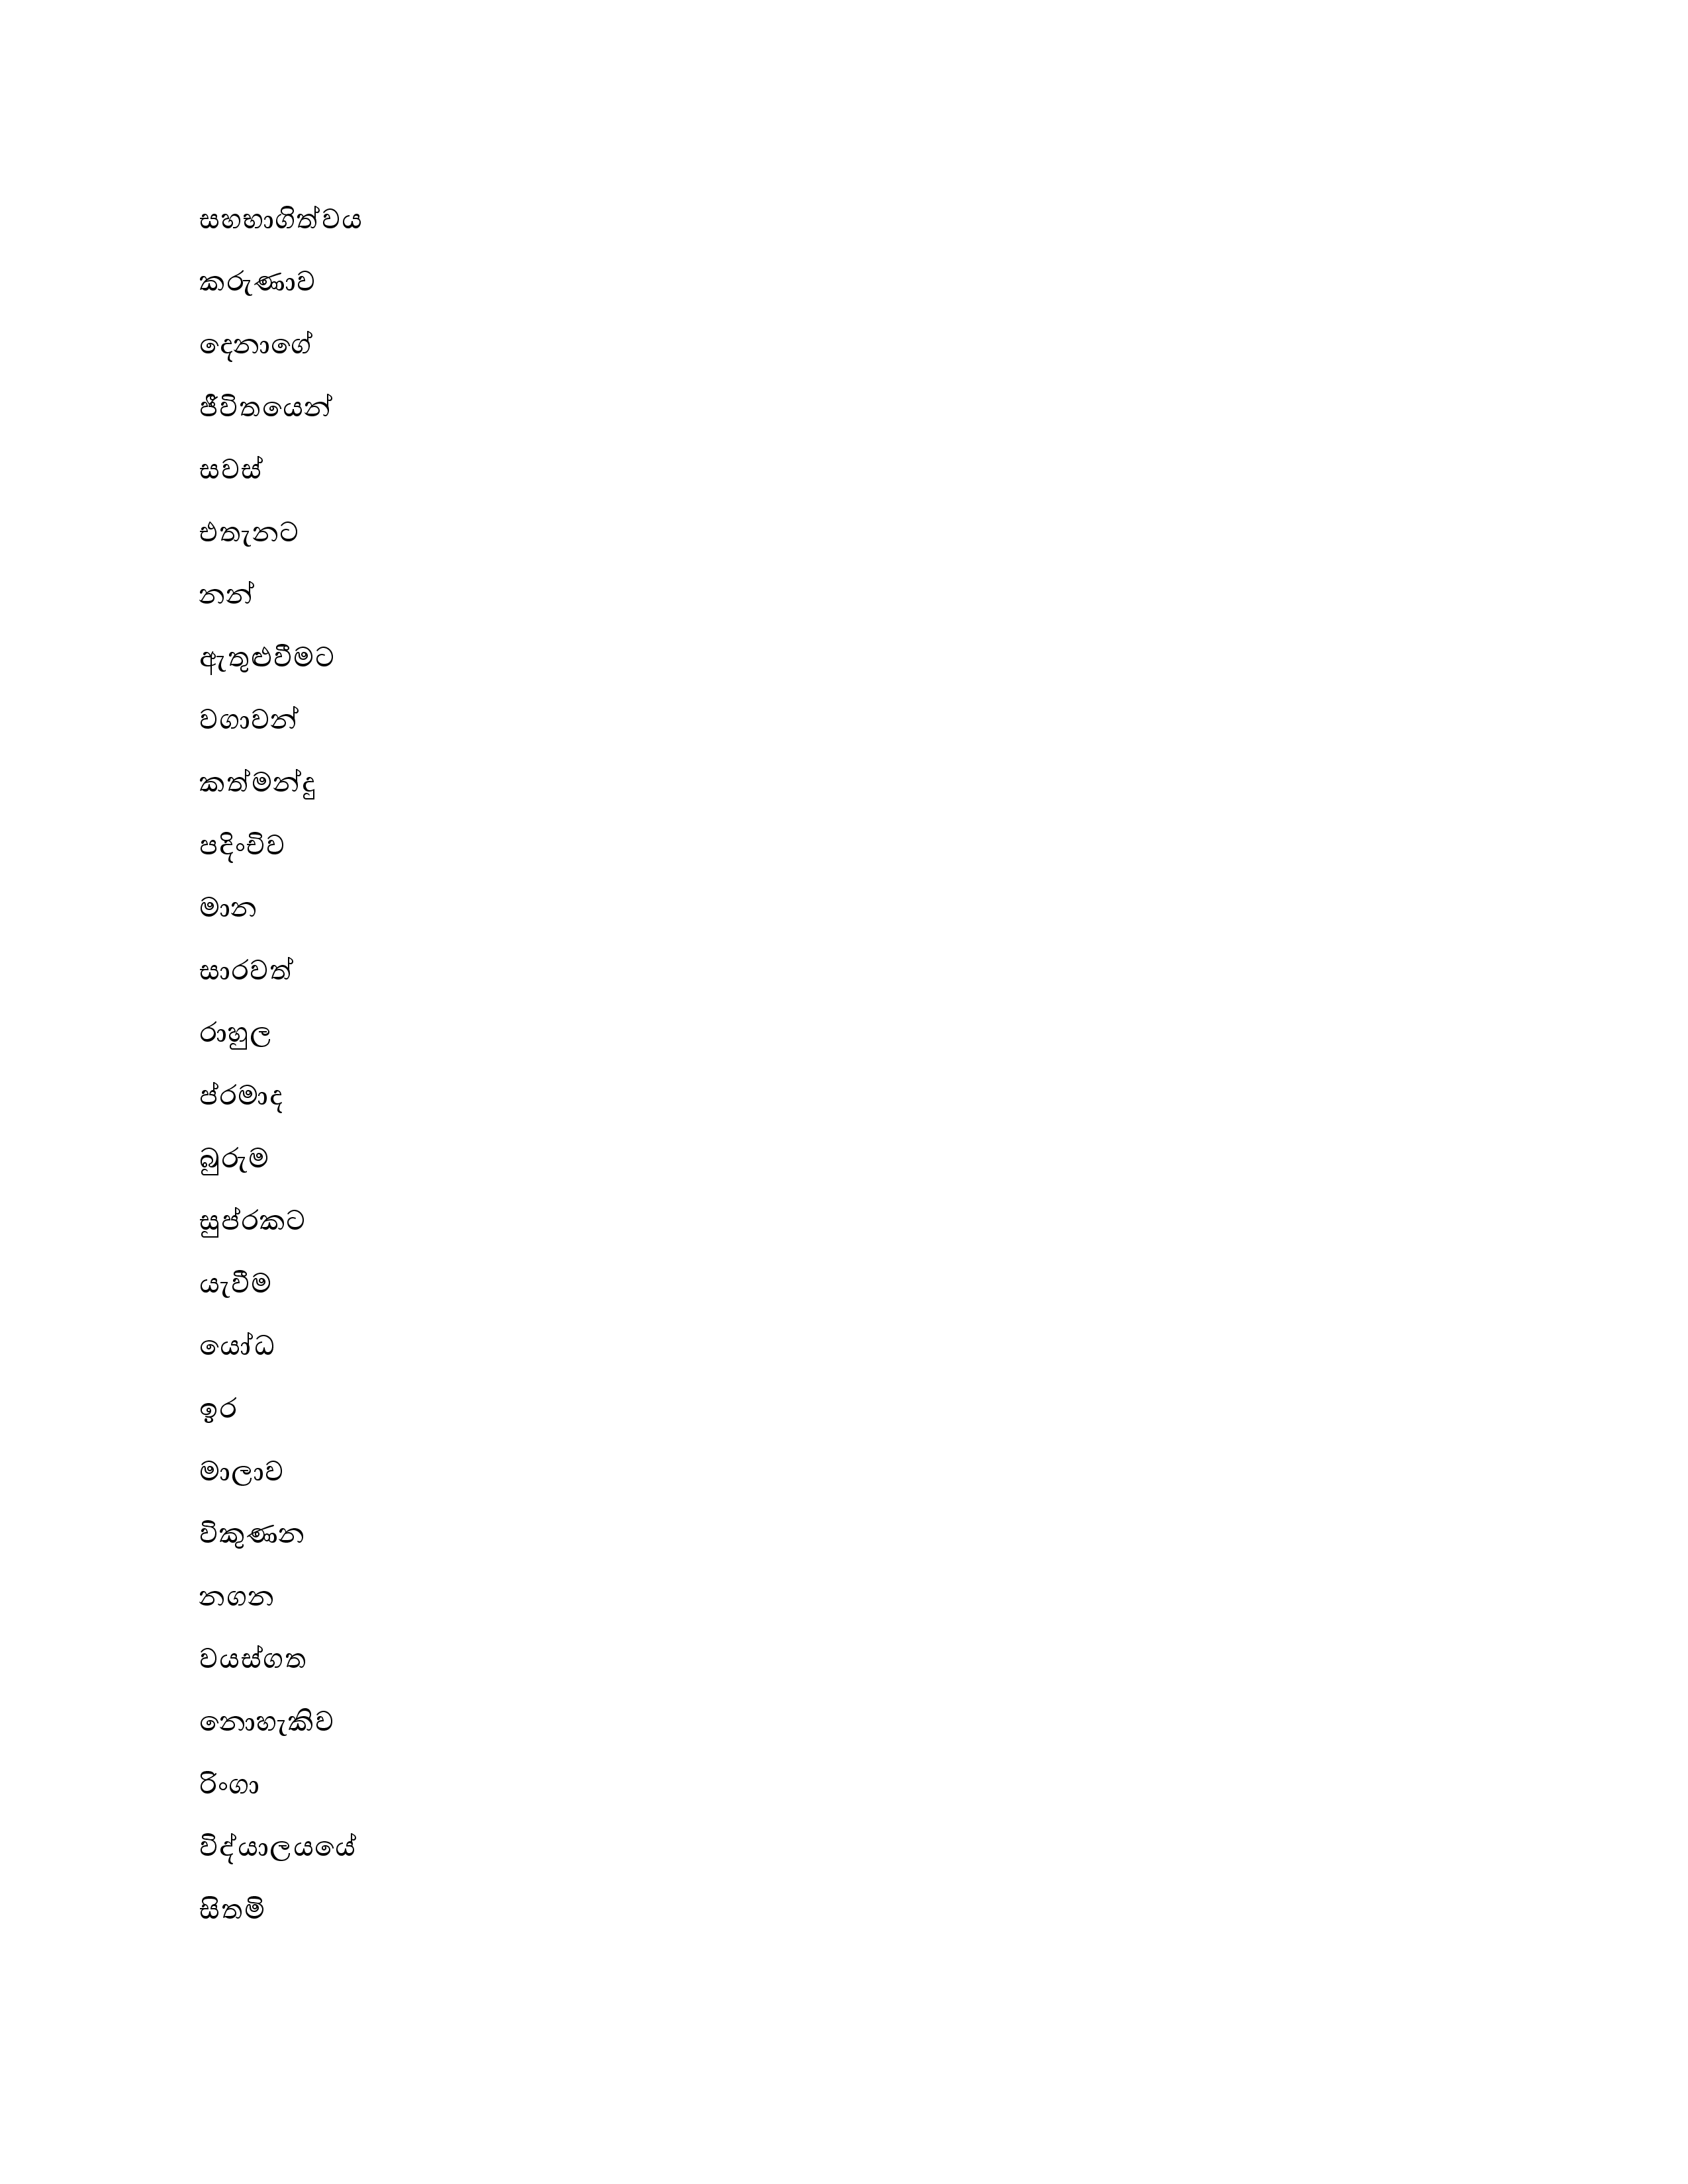 සහභාගිත්වය
කරුණාව
දෙනාගේ
ජීවිතයෙන්
සවස්
එතැනට
නන්
ඇතුළුවීමට
වගාවන්
කත්මන්දු
පදිංචිව
මාන
සාරවත්
රාහුල
ප්රමාද
බුරුම
සුප්රකට
යැවීම
යෝධ
ඉර
මාලාව
විකුණන
නගන
වයස්ගත
නොහැකිව
රිංගා
විද්යාලයයේ
සිතමි